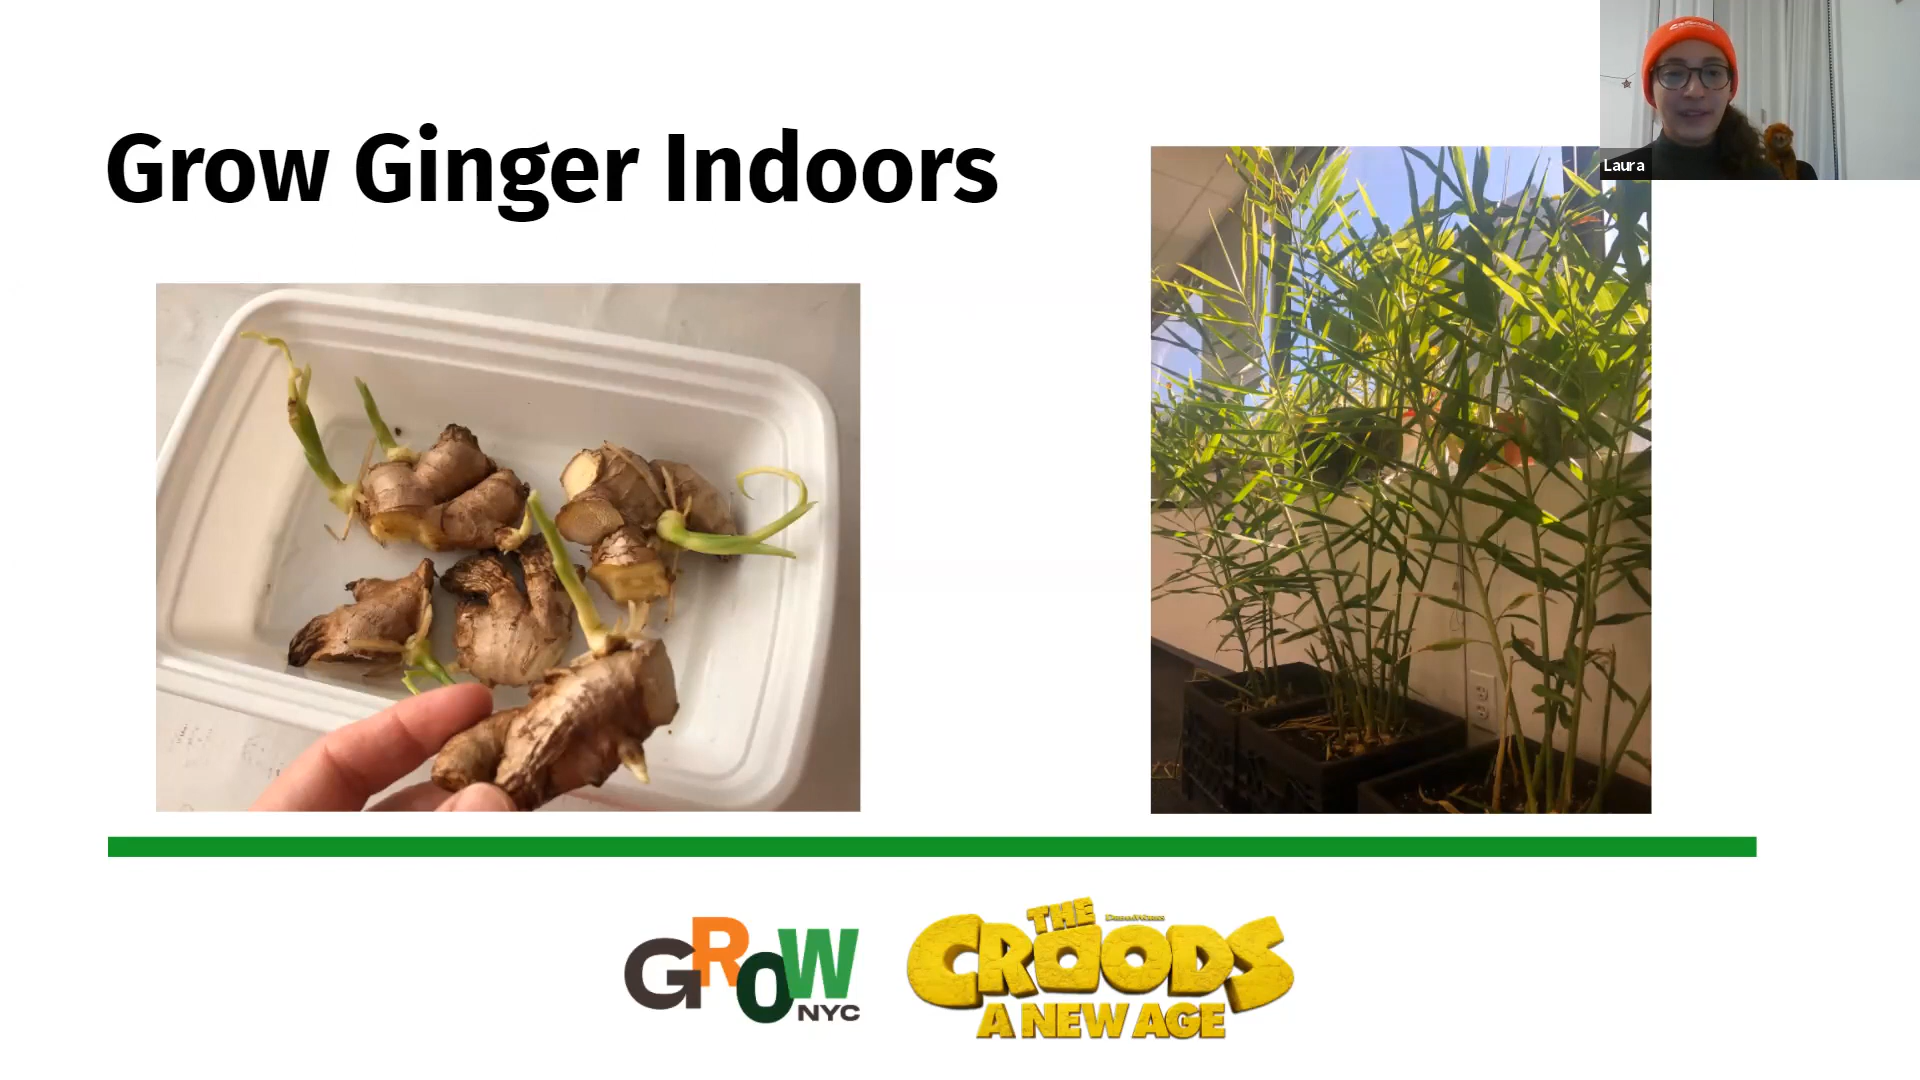 Grow Ginger Indoors
Laura
GROW
NYC
THE
CROODS
A NEW AGE